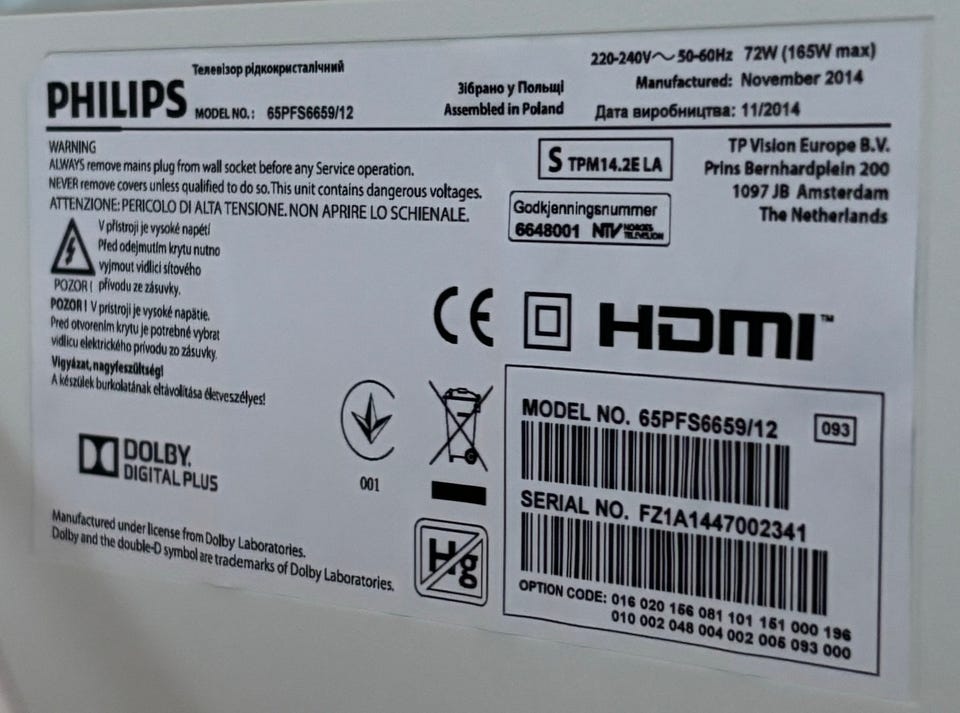 Телевізор рідкокристалічний
PHILIPS MODEL NO.: 65PFS6659/12
Зібрано у Польщі
Assembled in Poland
220-240V~ 50-60Hz 72W (165W max)
Manufactured: November 2014
Дата виробництва: 11/2014
WARNING
ALWAYS remove mains plug from wall socket before any Service operation.
NEVER remove covers unless qualified to do so. This unit contains dangerous voltages.
ATTENZIONE: PERICOLO DI ALTA TENSIONE. NON APRIRE LO SCHIENALE.
V přístroji je vysoké napětí
Před odejmutím krytu nutno
vyjmout vidlici síťového
POZOR! přívodu ze zásuvky.
POZOR! V prístroji je vysoké napätie.
Pred otvorením krytu je potrebné vybrat
vidlicu elektrického prívodu zo zásuvky.
Vigyázat, nagyfeszültség!
A készülek burkolatának eltávolítása életveszélyes!
S TPM14.2E LA
Godkjenningsnummer
6648001 NTV NORGES TELEVISJON
TP Vision Europe B.V.
Prins Bernhardplein 200
1097 JB Amsterdam
The Netherlands
CE HDMI™
DOLBY
DIGITAL PLUS
001
Hg
Manufactured under license from Dolby Laboratories.
Dolby and the double-D symbol are trademarks of Dolby Laboratories.
MODEL NO. 65PFS6659/12 093
SERIAL NO. FZ1A1447002341
OPTION CODE: 016 020 156 081 101 151 000 196
010 002 048 004 002 005 093 000